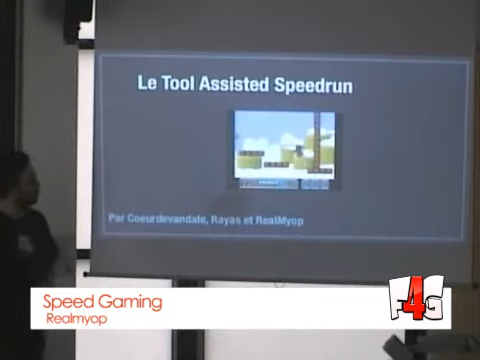 Le Tool Assisted Speedrun
Par Coeurdevandale, Rayas et RealMyop
Speed Gaming
Realmyop
F4G